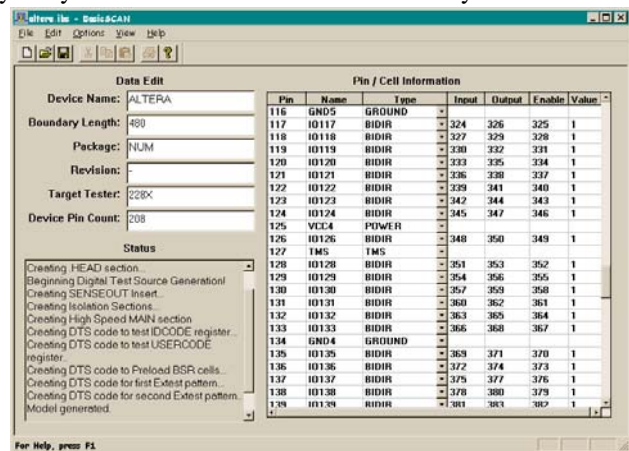 altera ibs - BasicSCAN
File Edit Options View Help
Data Edit
Device Name: ALTERA
Boundary Length: 480
Package: NUM
Revision: -
Target Tester: 228X
Device Pin Count: 208
Status
Creating .HEAD section...
Beginning Digital Test Source Generation!
Creating SENSEOUT Insert...
Creating Isolation Sections...
Creating High Speed MAIN section
Creating DTS code to test IDCODE register...
Creating DTS code to test USERCODE
register...
Creating DTS code to Preload BSR cells...
Creating DTS code for first Extest pattern...
Creating DTS code for second Extest pattern...
Model generated.
Pin / Cell Information
Pin Name Type Input Output Enable Value
116 GND5 GROUND
117 IO117 BIDIR 324 326 325 1
118 IO118 BIDIR 327 329 328 1
119 IO119 BIDIR 330 332 331 1
120 IO120 BIDIR 333 335 334 1
121 IO121 BIDIR 336 338 337 1
122 IO122 BIDIR 339 341 340 1
123 IO123 BIDIR 342 344 343 1
124 IO124 BIDIR 345 347 346 1
125 VCC4 POWER
126 IO126 BIDIR 348 350 349 1
127 TMS TMS
128 IO128 BIDIR 351 353 352 1
129 IO129 BIDIR 354 356 355 1
130 IO130 BIDIR 357 359 358 1
131 IO131 BIDIR 360 362 361 1
132 IO132 BIDIR 363 365 364 1
133 IO133 BIDIR 366 368 367 1
134 GND4 GROUND
135 IO135 BIDIR 369 371 370 1
136 IO136 BIDIR 372 374 373 1
137 IO137 BIDIR 375 377 376 1
138 IO138 BIDIR 378 380 379 1
139 IO139 BIDIR 381 383 382 1
For Help, press F1